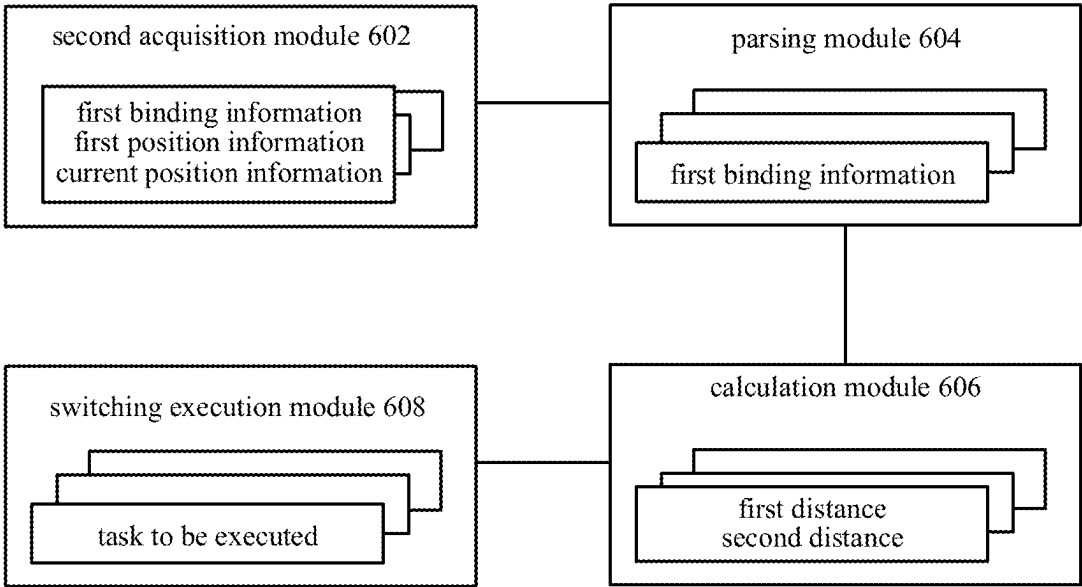 second acquisition module 602
first binding information
first position information
current position information
parsing module 604
first binding information
switching execution module 608
task to be executed
calculation module 606
first distance
second distance